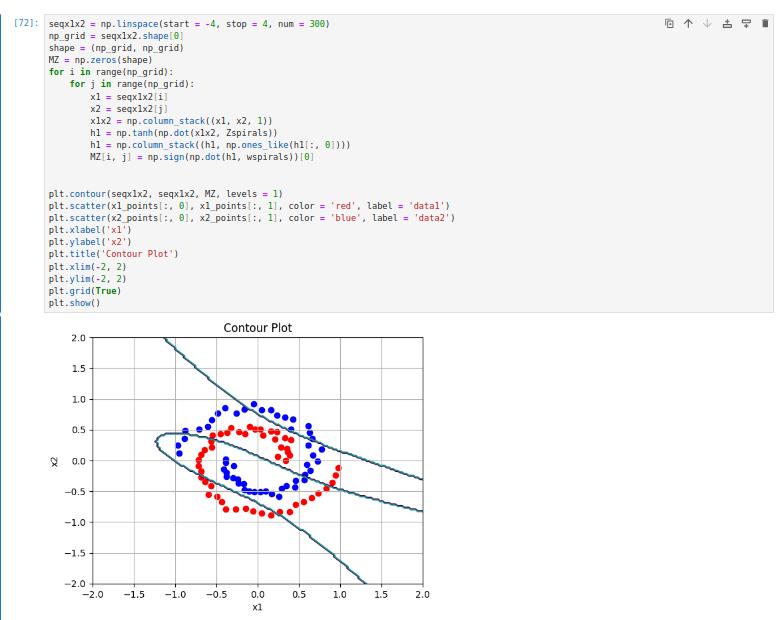 [72]:
seqx1x2 = np.linspace(start = -4, stop = 4, num = 300)
np_grid = seqx1x2.shape[0]
shape = (np_grid, np_grid)
MZ = np.zeros(shape)
for i in range(np_grid):
    for j in range(np_grid):
        x1 = seqx1x2[i]
        x2 = seqx1x2[j]
        x1x2 = np.column_stack((x1, x2, 1))
        h1 = np.tanh(np.dot(x1x2, Zspirals))
        h1 = np.column_stack((h1, np.ones_like(h1[:, 0])))
        MZ[i, j] = np.sign(np.dot(h1, wspirals))[0]
plt.contour(seqx1x2, seqx1x2, MZ, levels = 1)
plt.scatter(x1_points[:, 0], x1_points[:, 1], color = 'red', label = 'data1')
plt.scatter(x2_points[:, 0], x2_points[:, 1], color = 'blue', label = 'data2')
plt.xlabel('x1')
plt.ylabel('x2')
plt.title('Contour Plot')
plt.xlim(-2, 2)
plt.ylim(-2, 2)
plt.grid(True)
plt.show()
Contour Plot
2.0
1.5
1.0
0.5
0.0
−0.5
−1.0
−1.5
−2.0
x2
−2.0 −1.5 −1.0 −0.5 0.0 0.5 1.0 1.5 2.0
x1